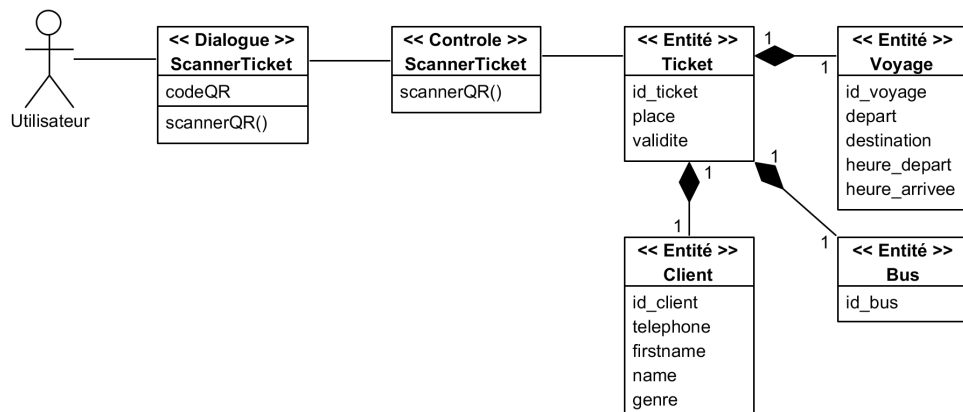 Utilisateur
<< Dialogue >>
ScannerTicket
codeQR
scannerQR()
<< Controle >>
ScannerTicket
scannerQR()
<< Entité >>
Ticket
id_ticket
place
validite
1
1
<< Entité >>
Voyage
id_voyage
depart
destination
heure_depart
heure_arrivee
1
1
<< Entité >>
Client
id_client
telephone
firstname
name
genre
1
1
<< Entité >>
Bus
id_bus